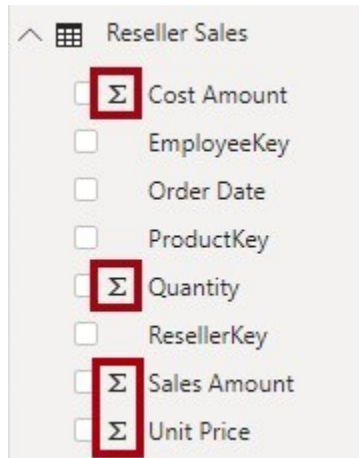 Reseller Sales
Σ Cost Amount
EmployeeKey
Order Date
ProductKey
Σ Quantity
ResellerKey
Σ Sales Amount
Σ Unit Price